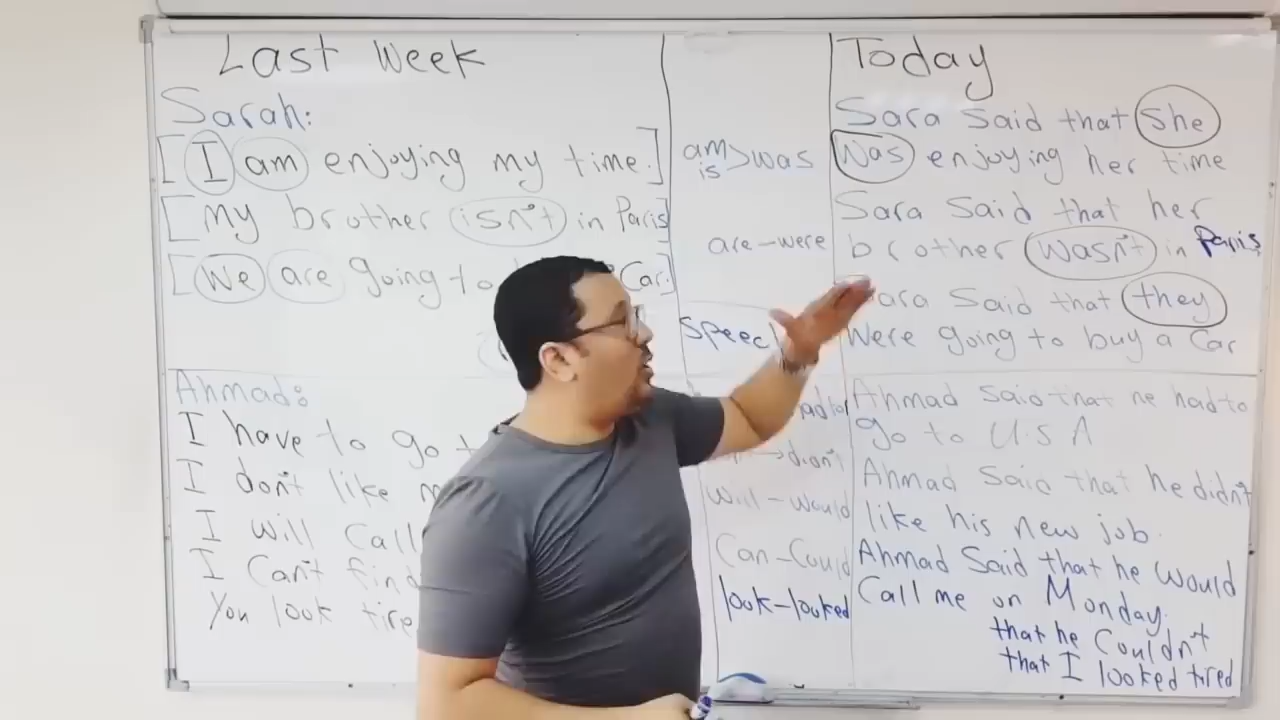 Last Week
Sarah:
[I am enjoying my time.]
[My brother isn't in Paris]
[We are going to Car.]
Ahmad:
I have to go
I don't like
I will Call
I Can't find
You look
am
is > was
are - were
Speec
had to
→ didn't
Will - Would
Can - Could
look - looked
Today
Sara Said that she
was enjoying her time
Sara Said that her
brother wasn't in Paris
Sara Said that they
Were going to buy a Car
Ahmad Said that he had to
go to U.S A
Ahmad Said that he didn't
like his new job.
Ahmad Said that he would
Call me on Monday.
that he Couldn't
that I looked tired